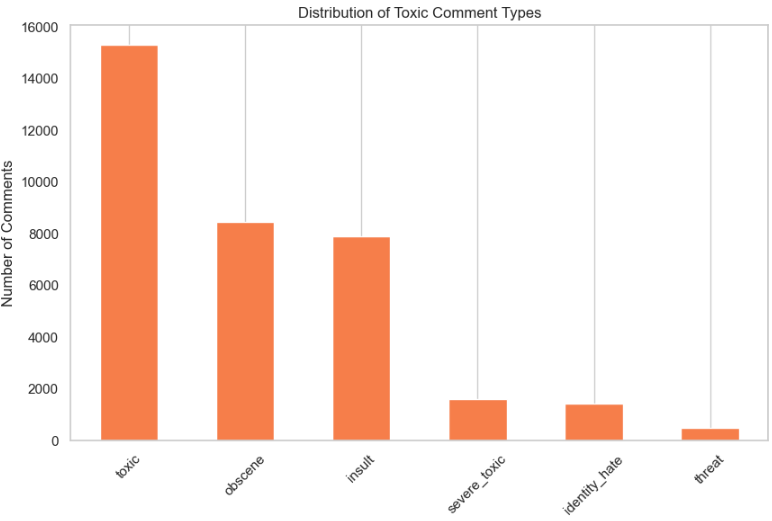 Distribution of Toxic Comment Types
Number of Comments
16000
14000
12000
10000
8000
6000
4000
2000
0
toxic
obscene
insult
severe_toxic
identity_hate
threat